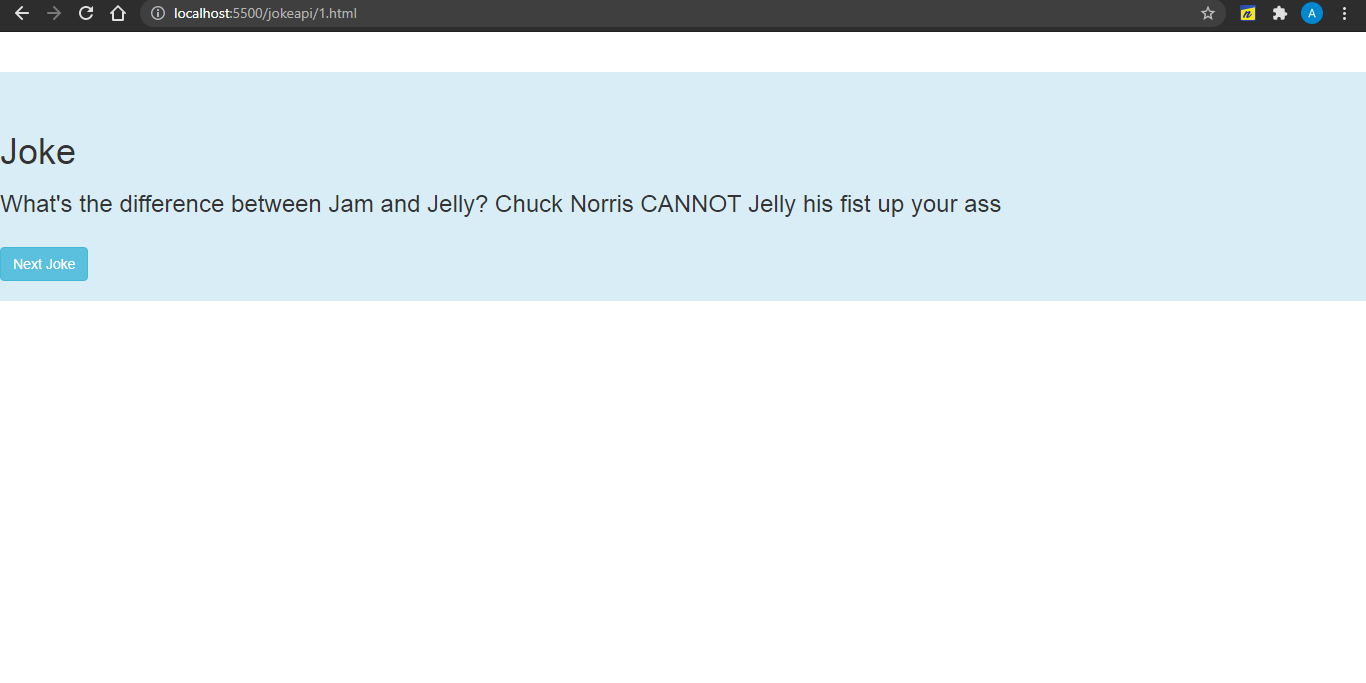 localhost:5500/jokeapi/1.html
n
A
Joke
What's the difference between Jam and Jelly? Chuck Norris CANNOT Jelly his fist up your ass
Next Joke